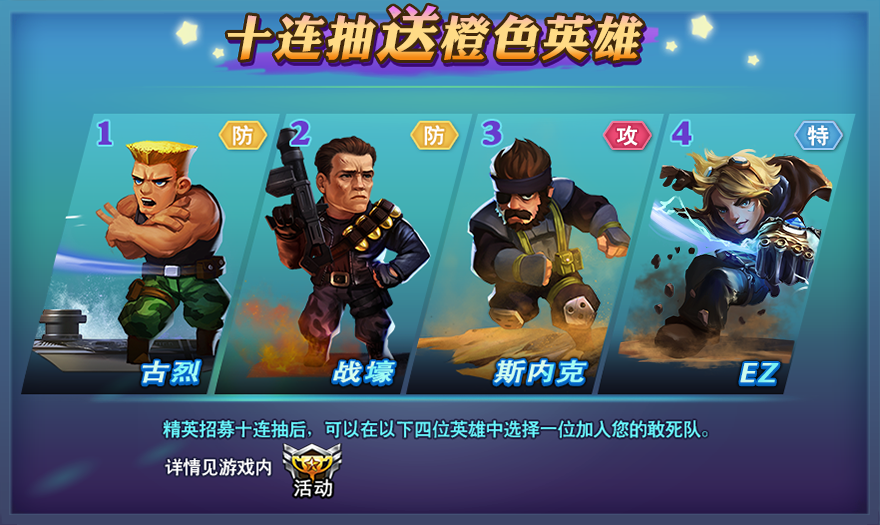 十连抽送橙色英雄
1 防
2 防
3 攻
4 特
古烈
战壕
斯内克
EZ
精英招募十连抽后，可以在以下四位英雄中选择一位加入您的敢死队。
详情见游戏内
活动